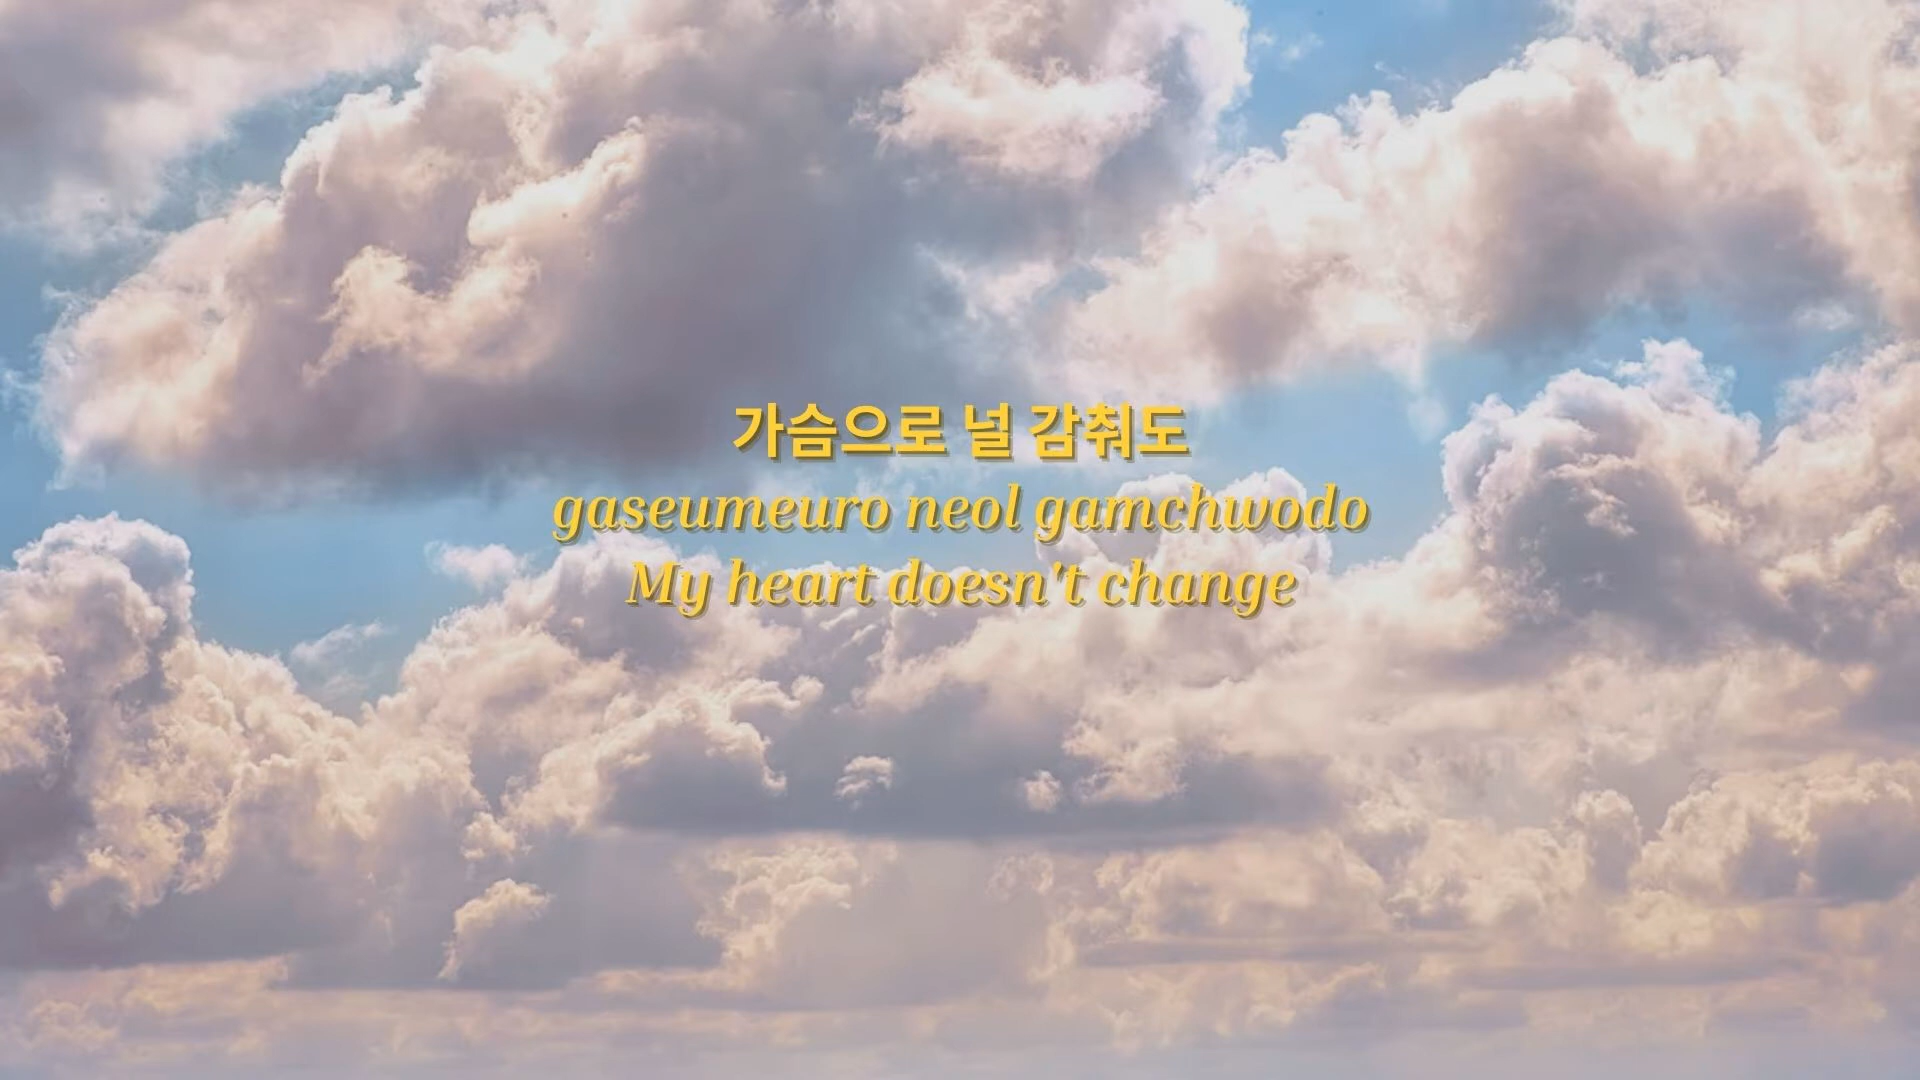 가슴으로 널 감춰도
gaseumeuro neol gamchwodo
My heart doesn't change